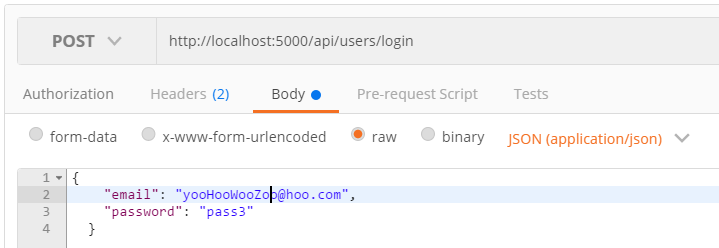 POST http://localhost:5000/api/users/login
Authorization Headers (2) Body Pre-request Script Tests
form-data x-www-form-urlencoded raw binary JSON (application/json)
1 {
2 "email": "yooHooWooZoo@hoo.com",
3 "password": "pass3"
4 }